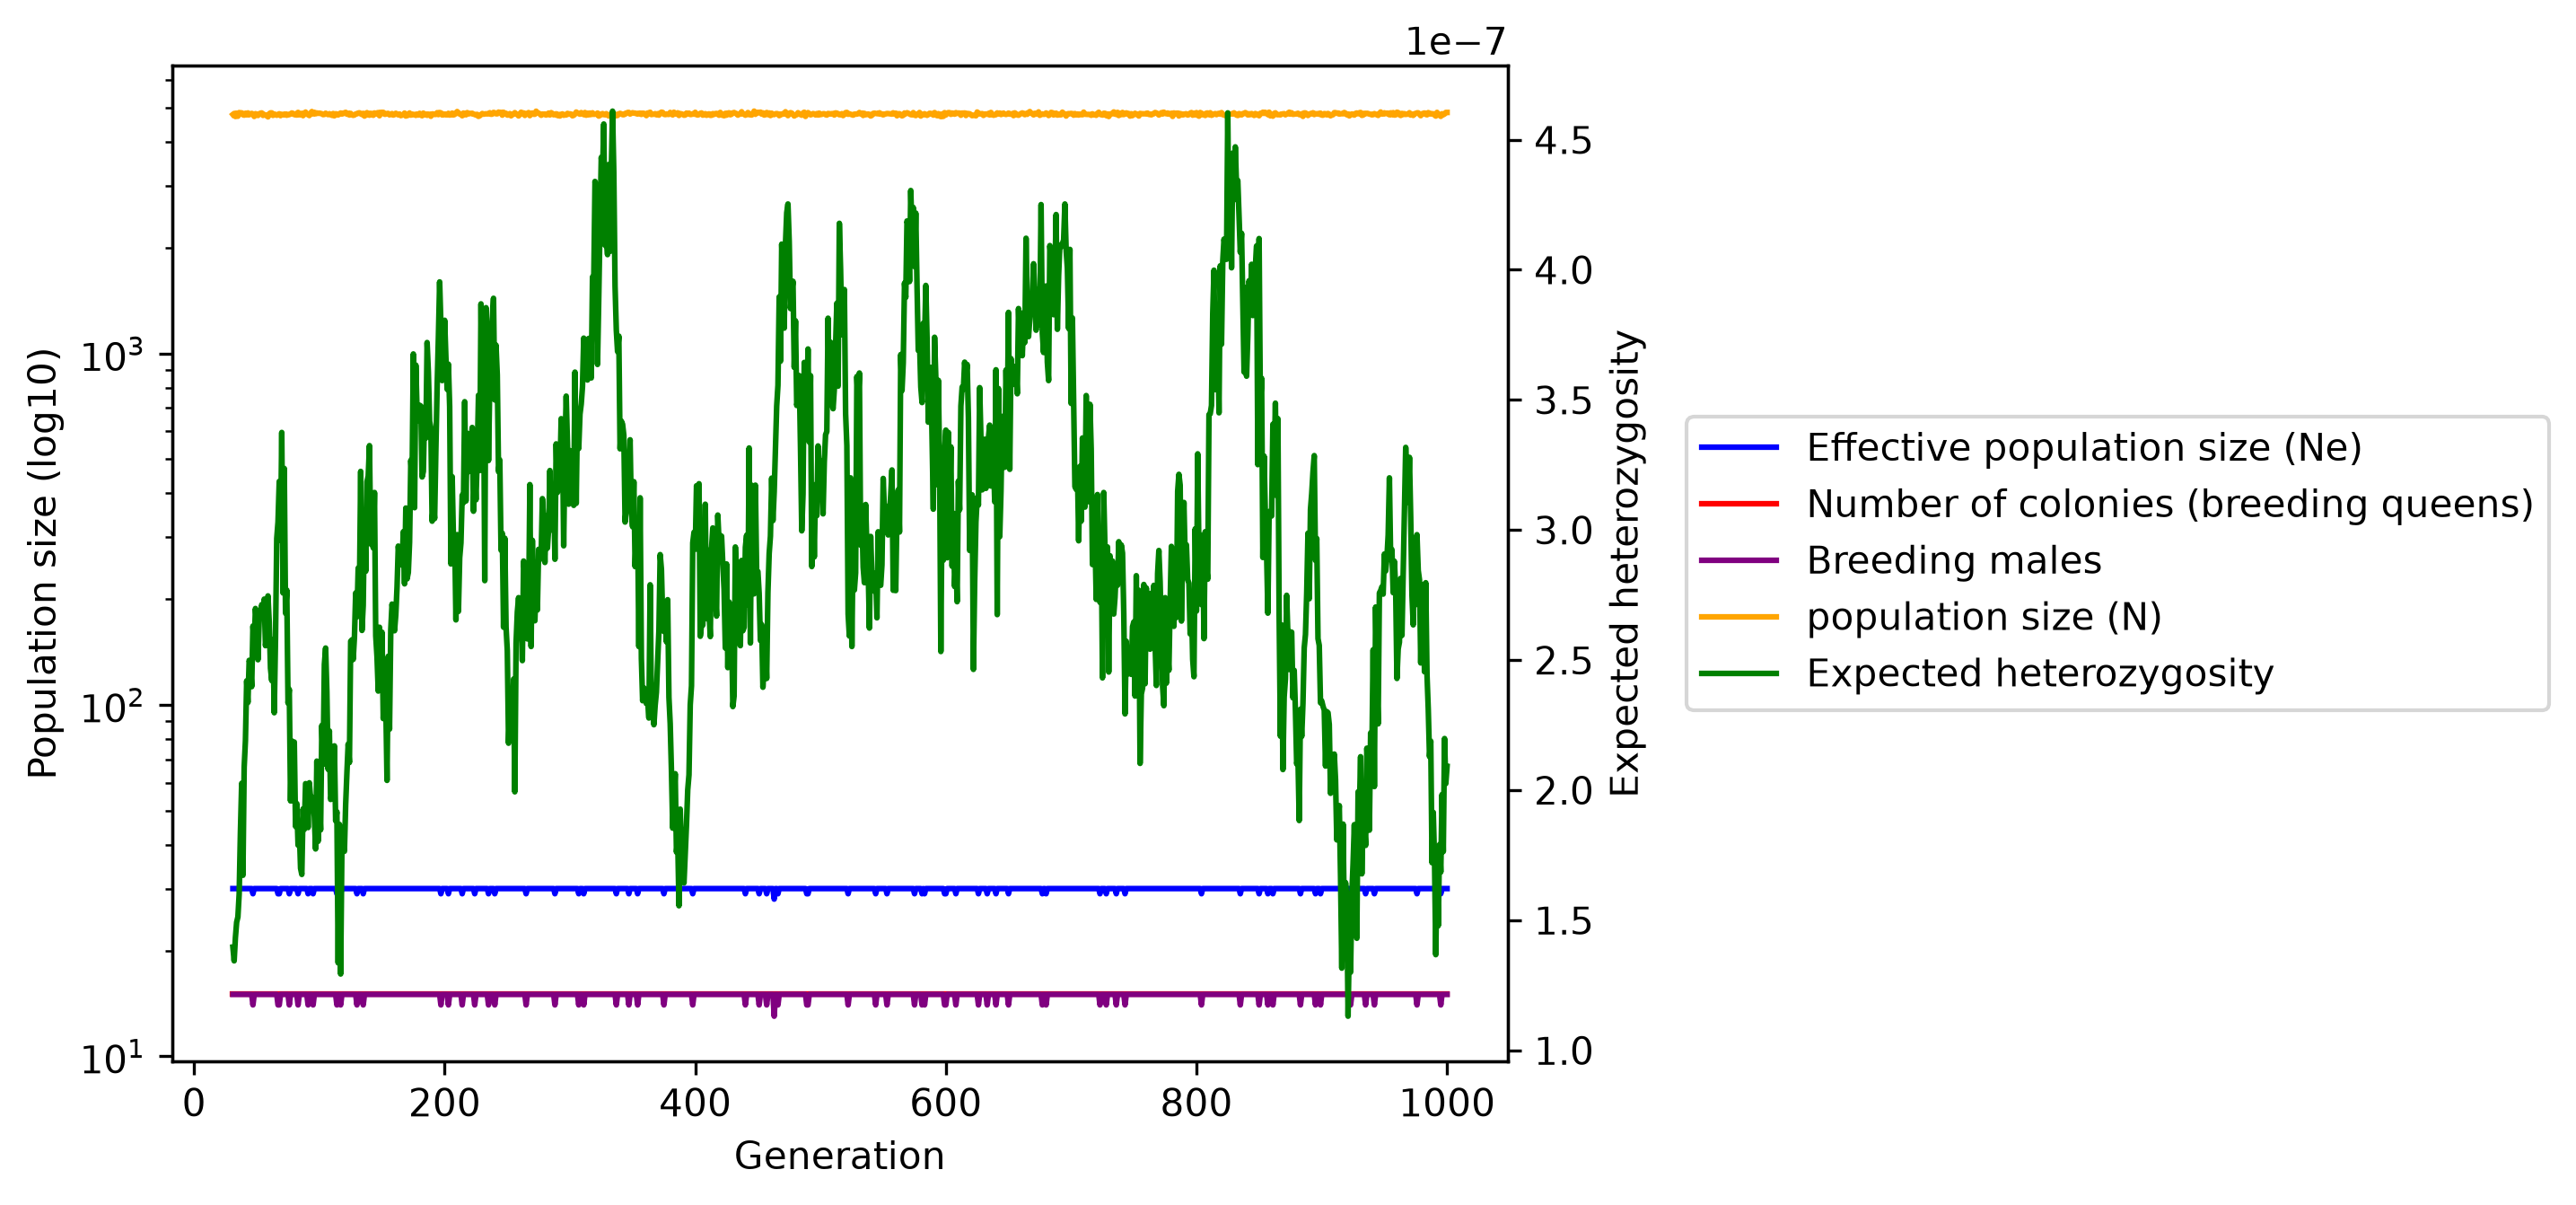 1e−7
Population size (log10)
10³
10²
10¹
4.5
4.0
3.5
3.0
2.5
2.0
1.5
1.0
Expected heterozygosity
0 200 400 600 800 1000
Generation
Effective population size (Ne)
Number of colonies (breeding queens)
Breeding males
population size (N)
Expected heterozygosity